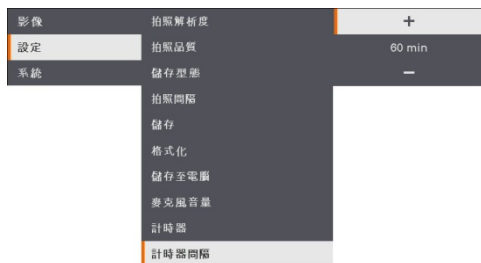 影像
設定
系統
拍照解析度
拍照品質
儲存型態
拍照間隔
儲存
格式化
儲存至電腦
麥克風音量
計時器
計時器間隔
+
60 min
−